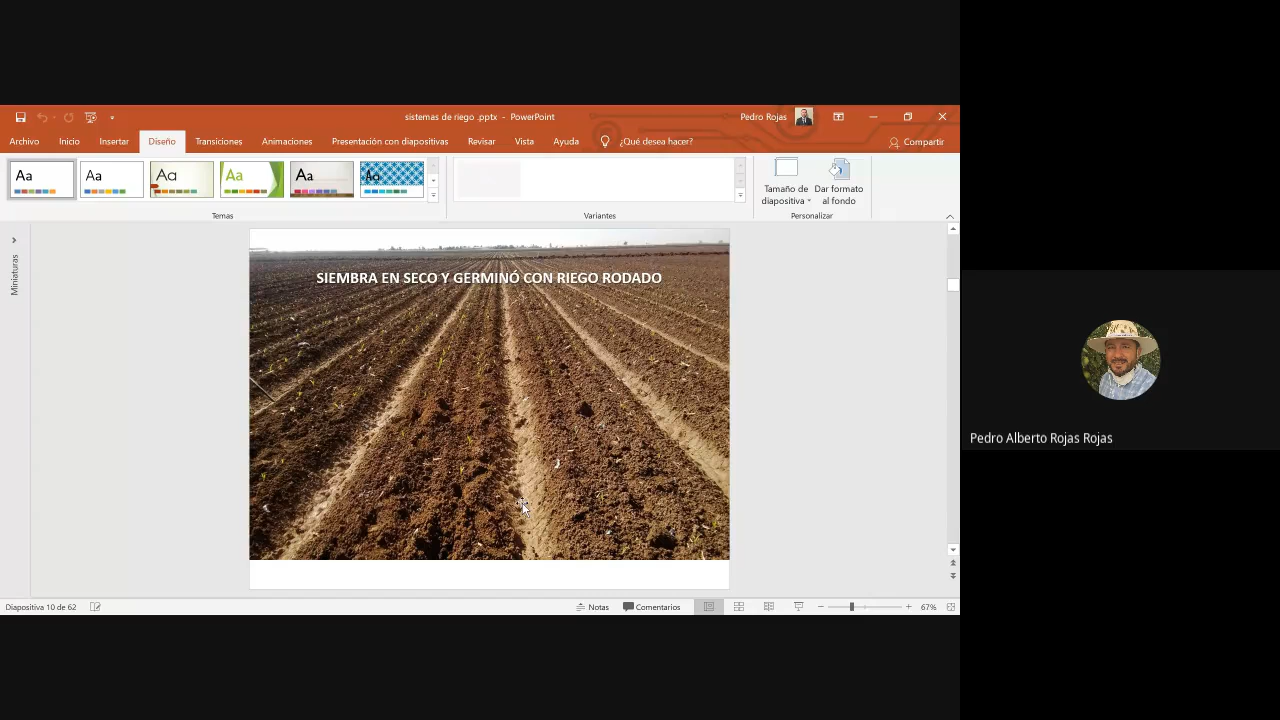 sistemas de riego .pptx - PowerPoint
Pedro Rojas
Archivo Inicio Insertar Diseño Transiciones Animaciones Presentación con diapositivas Revisar Vista Ayuda ¿Qué desea hacer? Compartir
Aa Aa Aa Aa Aa Aa
Tamaño de diapositiva
Dar formato al fondo
Temas Variantes Personalizar
Miniaturas
SIEMBRA EN SECO Y GERMINÓ CON RIEGO RODADO
Pedro Alberto Rojas Rojas
Diapositiva 10 de 62 Notas Comentarios 67%